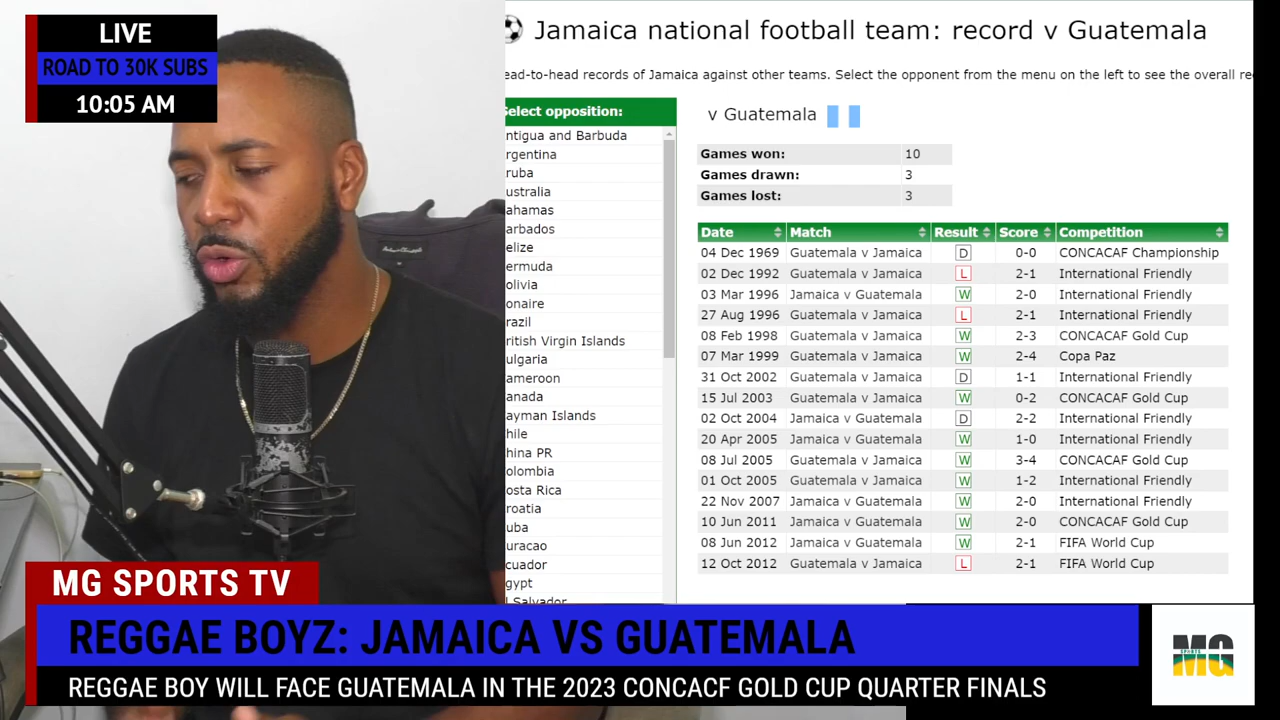 LIVE
ROAD TO 30K SUBS
10:05 AM
Jamaica national football team: record v Guatemala
ead-to-head records of Jamaica against other teams. Select the opponent from the menu on the left to see the overall re
elect opposition:
ntigua and Barbuda
rgentina
ruba
ustralia
ahamas
arbados
elize
ermuda
olivia
onaire
razil
ritish Virgin Islands
ulgaria
ameroon
anada
ayman Islands
hile
hina PR
olombia
osta Rica
roatia
uba
uracao
cuador
gypt
l Salvador
v Guatemala
Games won: 10
Games drawn: 3
Games lost: 3
Date Match Result Score Competition
04 Dec 1969 Guatemala v Jamaica D 0-0 CONCACAF Championship
02 Dec 1992 Guatemala v Jamaica L 2-1 International Friendly
03 Mar 1996 Jamaica v Guatemala W 2-0 International Friendly
27 Aug 1996 Guatemala v Jamaica L 2-1 International Friendly
08 Feb 1998 Guatemala v Jamaica W 2-3 CONCACAF Gold Cup
07 Mar 1999 Guatemala v Jamaica W 2-4 Copa Paz
31 Oct 2002 Guatemala v Jamaica D 1-1 International Friendly
15 Jul 2003 Guatemala v Jamaica W 0-2 CONCACAF Gold Cup
02 Oct 2004 Jamaica v Guatemala D 2-2 International Friendly
20 Apr 2005 Jamaica v Guatemala W 1-0 International Friendly
08 Jul 2005 Guatemala v Jamaica W 3-4 CONCACAF Gold Cup
01 Oct 2005 Guatemala v Jamaica W 1-2 International Friendly
22 Nov 2007 Jamaica v Guatemala W 2-0 International Friendly
10 Jun 2011 Jamaica v Guatemala W 2-0 CONCACAF Gold Cup
08 Jun 2012 Jamaica v Guatemala W 2-1 FIFA World Cup
12 Oct 2012 Guatemala v Jamaica L 2-1 FIFA World Cup
MG SPORTS TV
REGGAE BOYZ: JAMAICA VS GUATEMALA
REGGAE BOY WILL FACE GUATEMALA IN THE 2023 CONCACF GOLD CUP QUARTER FINALS
MG
SPORTS